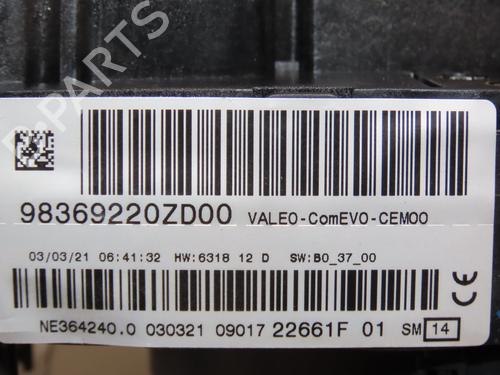 B-PARTS
98369220ZD00 VALEO-ComEVO-CEM00
03/03/21 06:41:32 HW:6318 12 D SW:B0_37_00
NE364240.0 030321 09017 22661F 01 SM 14